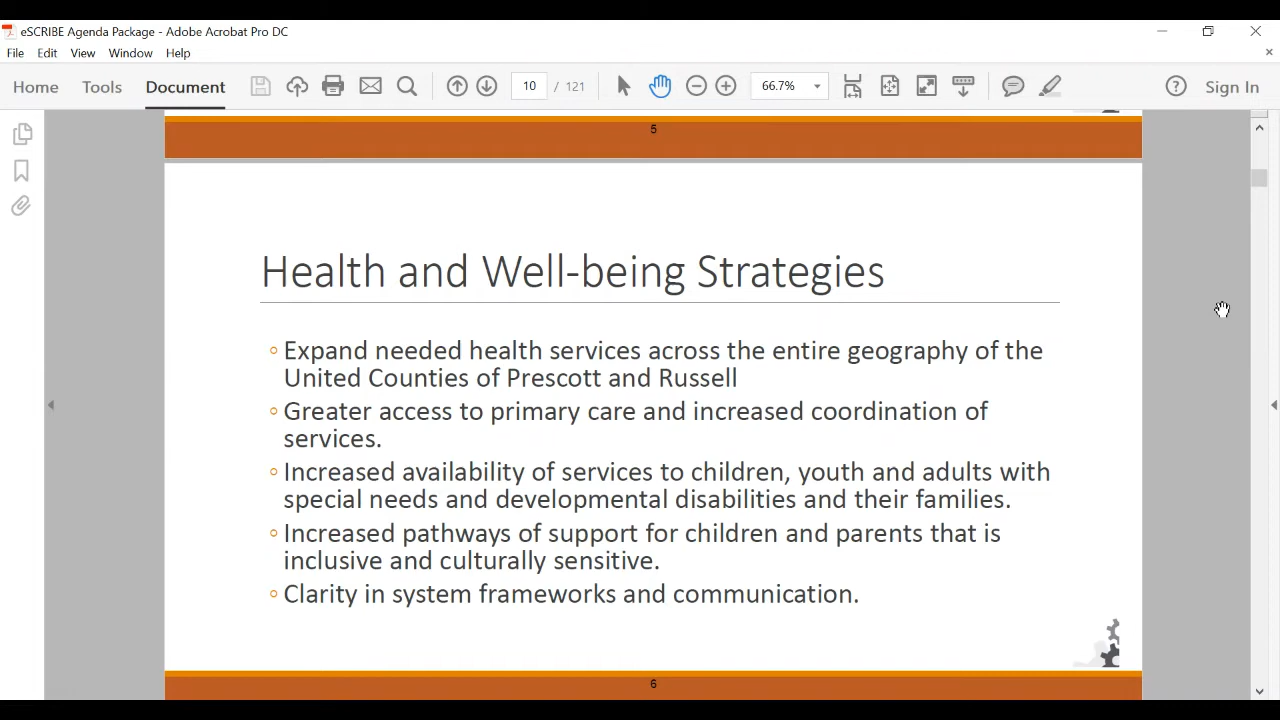 eSCRIBE Agenda Package - Adobe Acrobat Pro DC
File Edit View Window Help
Home Tools Document 10 / 121 66.7% Sign In
5
Health and Well-being Strategies
Expand needed health services across the entire geography of the
United Counties of Prescott and Russell
Greater access to primary care and increased coordination of
services.
Increased availability of services to children, youth and adults with
special needs and developmental disabilities and their families.
Increased pathways of support for children and parents that is
inclusive and culturally sensitive.
Clarity in system frameworks and communication.
6